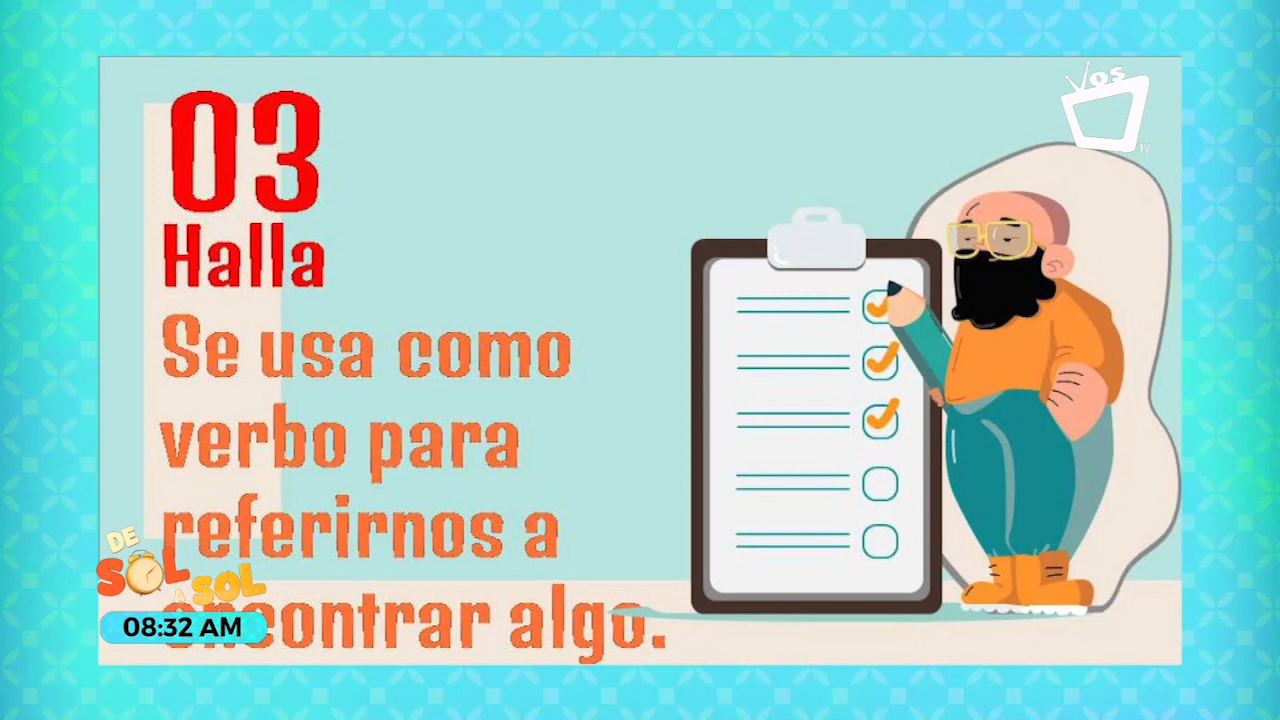 VOS
TV
03
Halla
Se usa como
verbo para
referirnos a
encontrar algo.
DE
SOL
A SOL
08:32 AM